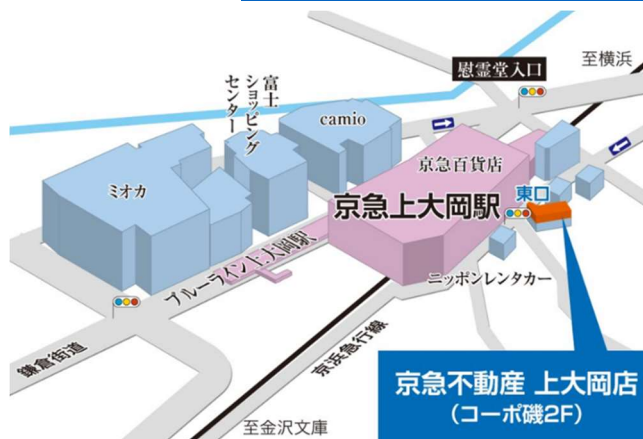 至横浜
慰霊堂入口
富士
ショッピング
センター
camio
京急百貨店
ミオカ
京急上大岡駅
東口
ブルーライン上大岡駅
ニッポンレンタカー
鎌倉街道
京浜急行線
至金沢文庫
京急不動産 上大岡店
(コーポ磯2F)